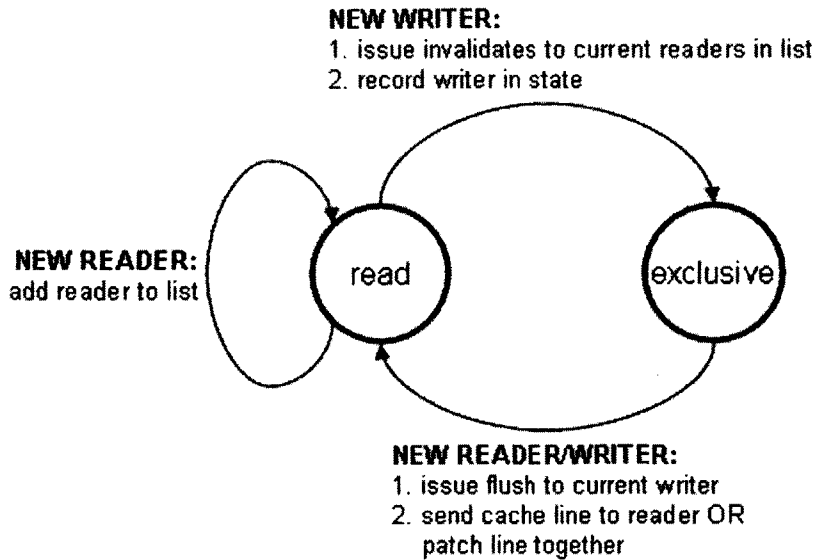 NEW WRITER:
1. issue invalidates to current readers in list
2. record writer in state
NEW READER:
add reader to list
read
exclusive
NEW READER/WRITER:
1. issue flush to current writer
2. send cache line to reader OR
patch line together